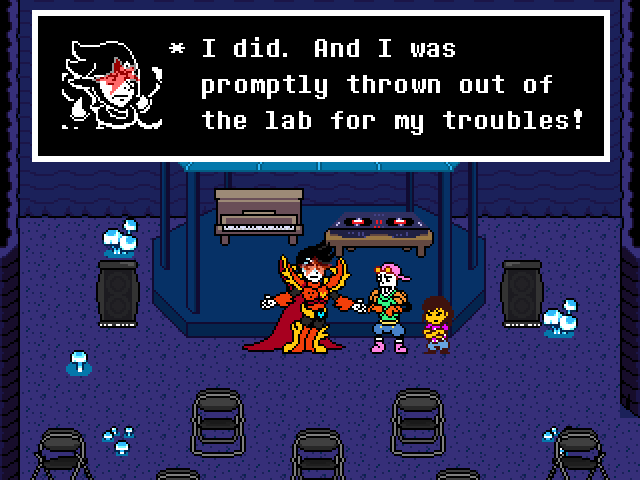 * I did. And I was
promptly thrown out of
the lab for my troubles!